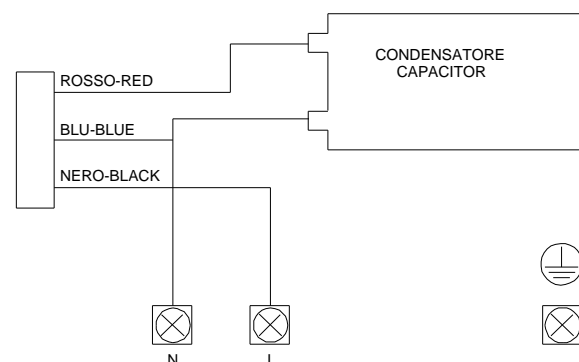 CONDENSATORE
CAPACITOR
ROSSO-RED
BLU-BLUE
NERO-BLACK
N L